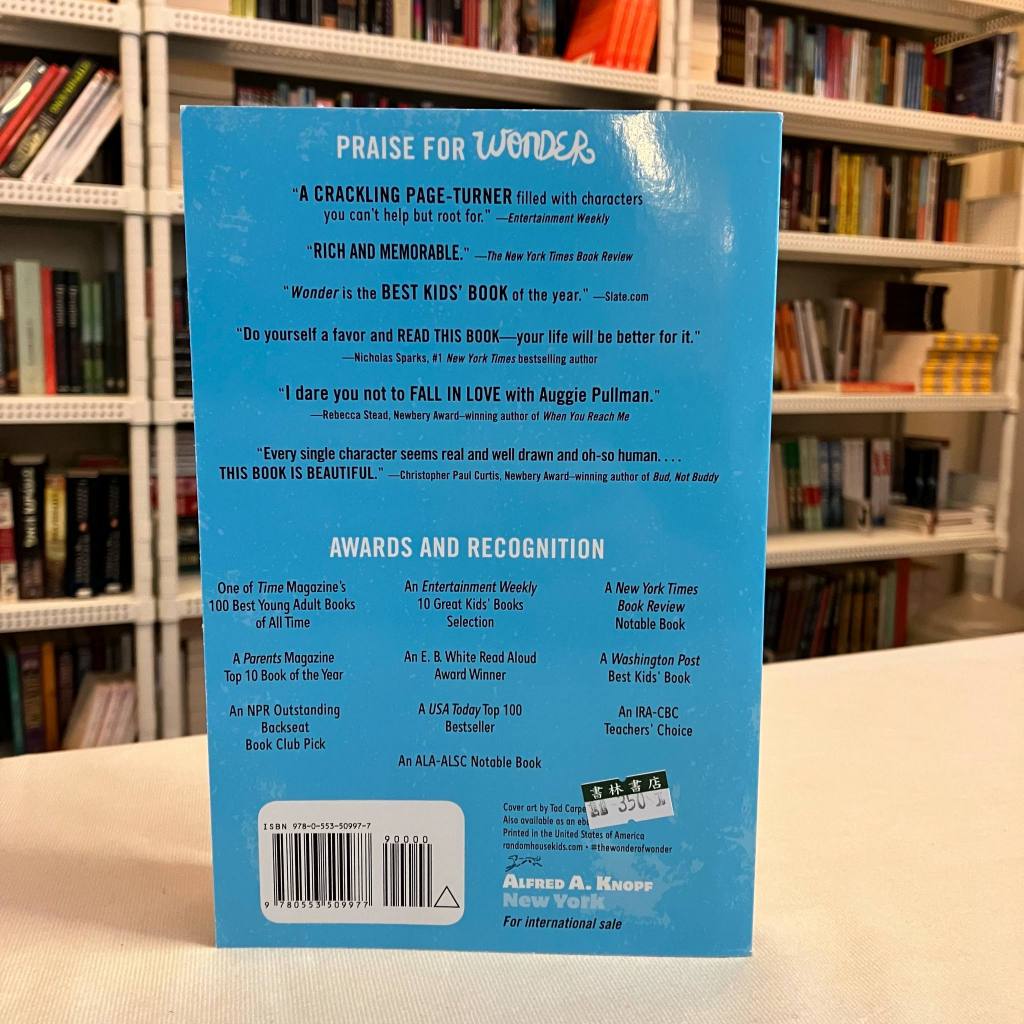 PRAISE FOR WONDER
"A CRACKLING PAGE-TURNER filled with characters
you can't help but root for." —Entertainment Weekly
"RICH AND MEMORABLE." —The New York Times Book Review
"Wonder is the BEST KIDS' BOOK of the year." —Slate.com
"Do yourself a favor and READ THIS BOOK—your life will be better for it."
—Nicholas Sparks, #1 New York Times bestselling author
"I dare you not to FALL IN LOVE with Auggie Pullman."
—Rebecca Stead, Newbery Award–winning author of When You Reach Me
"Every single character seems real and well drawn and oh-so human. . . .
THIS BOOK IS BEAUTIFUL." —Christopher Paul Curtis, Newbery Award–winning author of Bud, Not Buddy
AWARDS AND RECOGNITION
One of Time Magazine's
100 Best Young Adult Books
of All Time
An Entertainment Weekly
10 Great Kids' Books
Selection
A New York Times
Book Review
Notable Book
A Parents Magazine
Top 10 Book of the Year
An E. B. White Read Aloud
Award Winner
A Washington Post
Best Kids' Book
An NPR Outstanding
Backseat
Book Club Pick
A USA Today Top 100
Bestseller
An IRA-CBC
Teachers' Choice
An ALA-ALSC Notable Book
書林書店
350
Cover art by Tad
Also available as an
Printed in the United States of America
randomhousekids.com • #thewonderofwonder
ALFRED A. KNOPF
New York
For international sale
ISBN 978-0-553-50997-7
90000
9 780553 509977